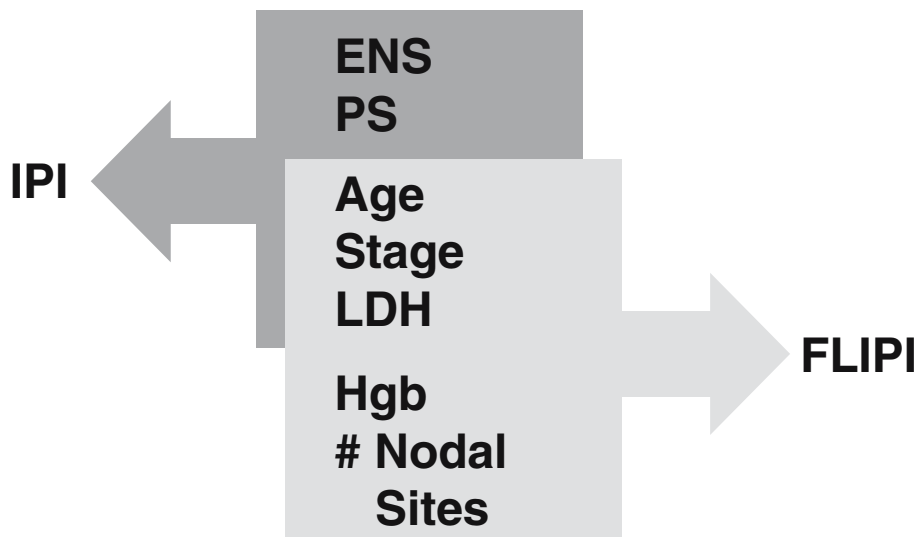 ENS
PS
IPI
Age
Stage
LDH
FLIPI
Hgb
# Nodal
Sites